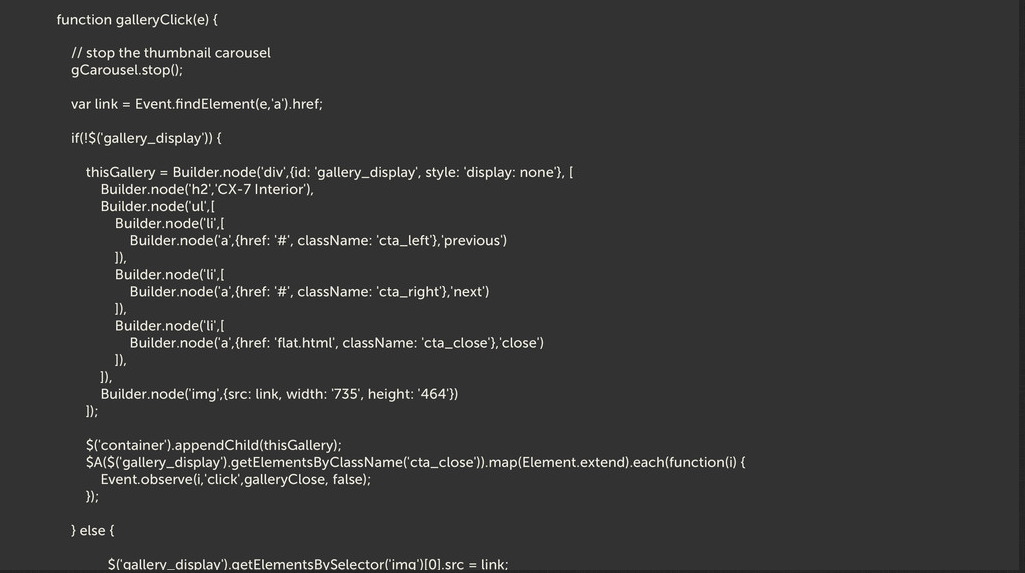 function galleryClick(e) {
// stop the thumbnail carousel
gCarousel.stop();
var link = Event.findElement(e,'a').href;
if(!$('gallery_display')) {
thisGallery = Builder.node('div',{id: 'gallery_display', style: 'display: none'}, [
Builder.node('h2','CX-7 Interior'),
Builder.node('ul',[
Builder.node('li',[
Builder.node('a',{href: '#', className: 'cta_left'},'previous')
]),
Builder.node('li',[
Builder.node('a',{href: '#', className: 'cta_right'},'next')
]),
Builder.node('li',[
Builder.node('a',{href: 'flat.html', className: 'cta_close'},'close')
]),
]),
Builder.node('img',{src: link, width: '735', height: '464'})
]);
$('container').appendChild(thisGallery);
$A($('gallery_display').getElementsByClassName('cta_close')).map(Element.extend).each(function(i) {
Event.observe(i,'click',galleryClose, false);
});
} else {
$('gallery_display').getElementsBySelector('img')[0].src = link;